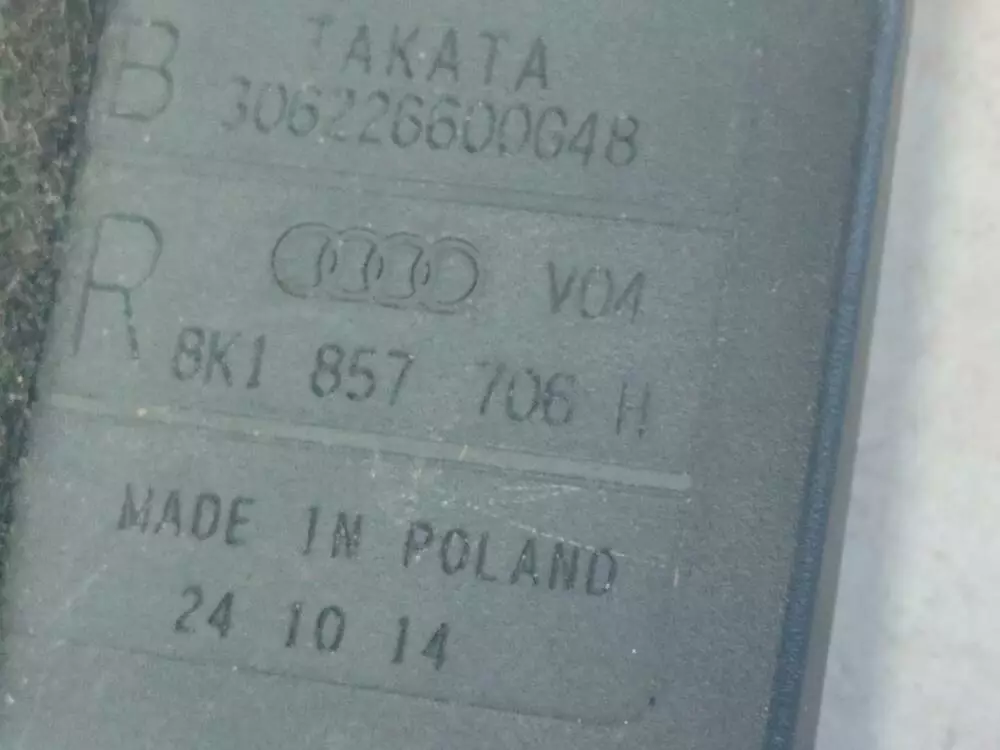 B TAKATA
306226600G48
R V04
8K1 857 706 H
MADE IN POLAND
24 10 14